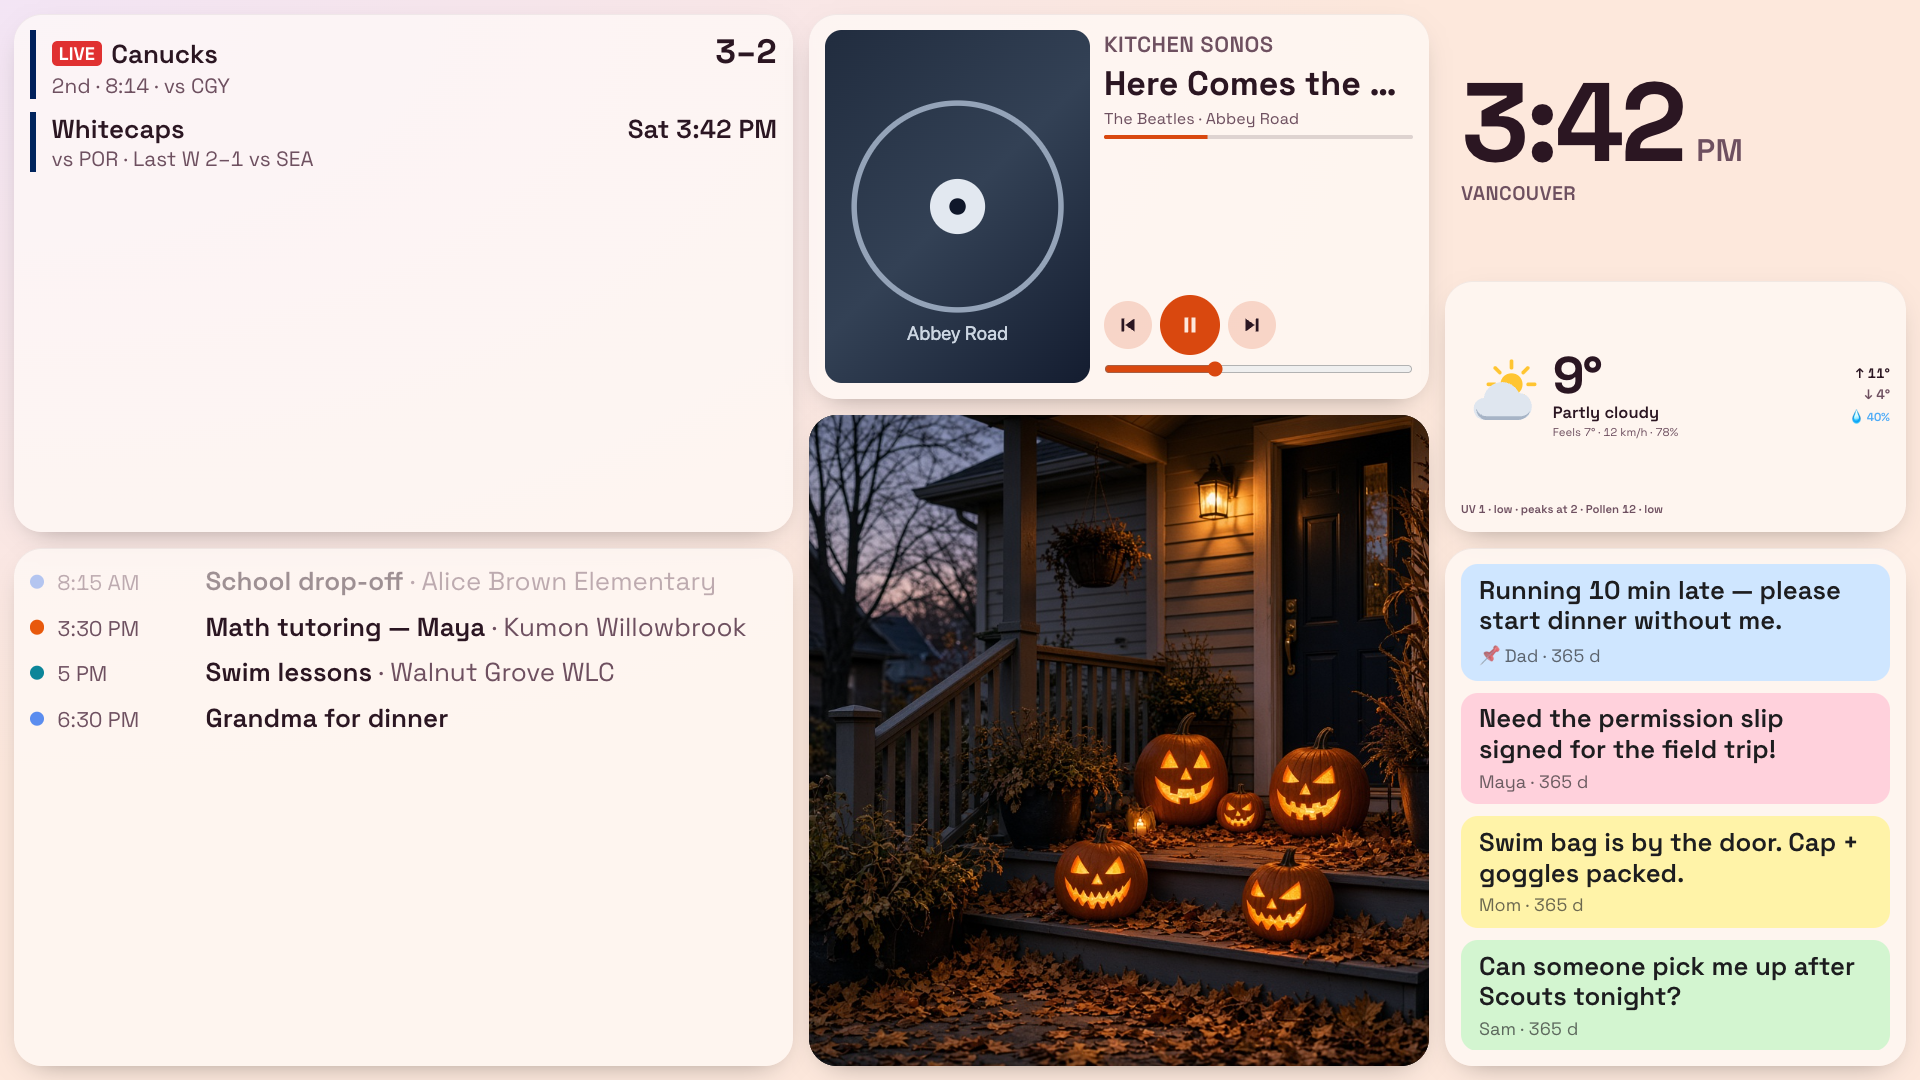 LIVE Canucks 3–2
2nd · 8:14 · vs CGY
Whitecaps Sat 3:42 PM
vs POR · Last W 2–1 vs SEA
8:15 AM School drop-off · Alice Brown Elementary
3:30 PM Math tutoring — Maya · Kumon Willowbrook
5 PM Swim lessons · Walnut Grove WLC
6:30 PM Grandma for dinner
Abbey Road
KITCHEN SONOS
Here Comes the ...
The Beatles · Abbey Road
3:42 PM
VANCOUVER
9°
Partly cloudy
Feels 7° · 12 km/h · 78%
↑ 11°
↓ 4°
💧 40%
UV 1 · low · peaks at 2 · Pollen 12 · low
Running 10 min late — please
start dinner without me.
📌 Dad · 365 d
Need the permission slip
signed for the field trip!
Maya · 365 d
Swim bag is by the door. Cap +
goggles packed.
Mom · 365 d
Can someone pick me up after
Scouts tonight?
Sam · 365 d